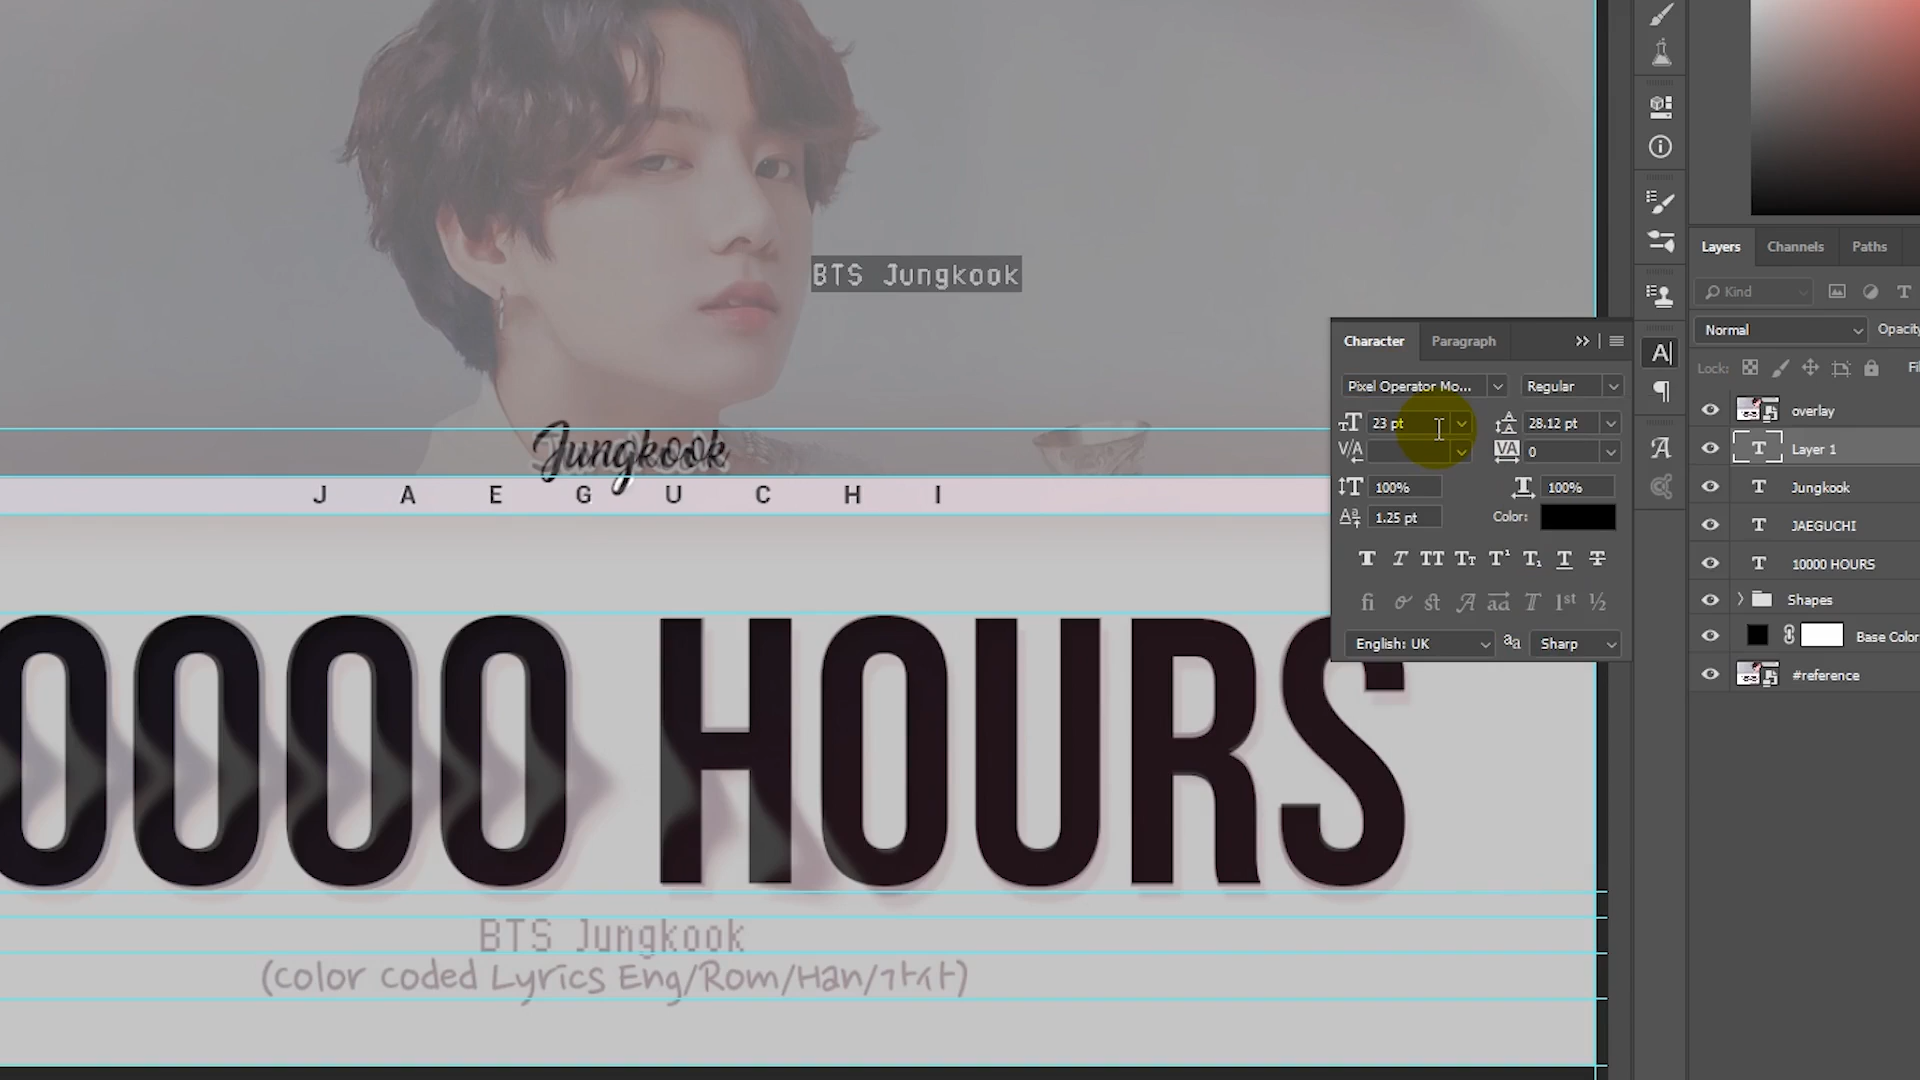 Layers Channels Paths
Kind
BTS Jungkook
Normal Opacity
Character Paragraph
Lock: Fi
Pixel Operator Mo... Regular
overlay
23 pt 28.12 pt
Jungkook
Layer 1
0
J A E G U C H I
100% 100%
Jungkook
1.25 pt Color:
JAEGUCHI
10000 HOURS
Shapes
0000 HOURS
English: UK Sharp
Base Color
#reference
BTS Jungkook
(Color Coded Lyrics Eng/Rom/Han/가사)